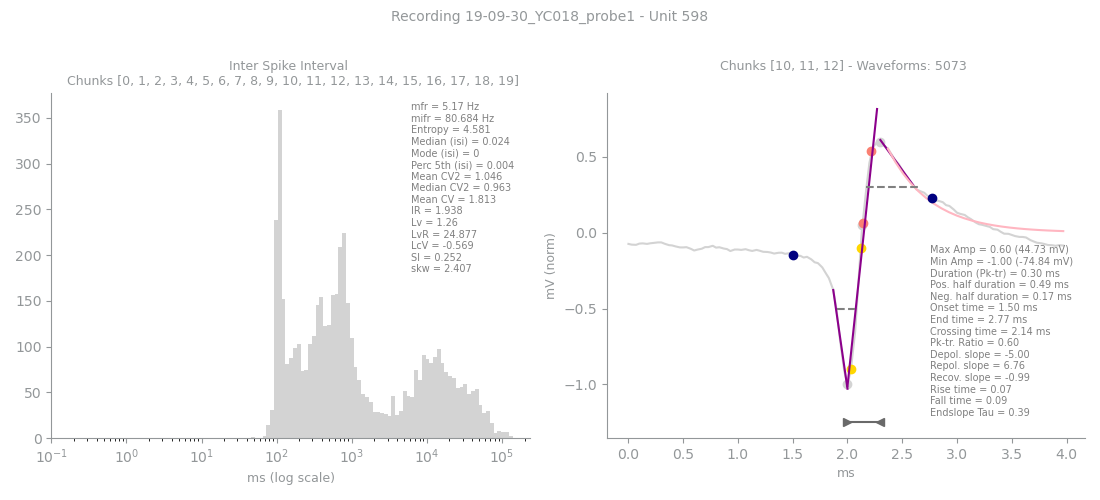 Recording 19-09-30_YC018_probe1 - Unit 598
Inter Spike Interval
Chunks [0, 1, 2, 3, 4, 5, 6, 7, 8, 9, 10, 11, 12, 13, 14, 15, 16, 17, 18, 19]
350
300
250
200
150
100
50
0
mfr = 5.17 Hz
mifr = 80.684 Hz
Entropy = 4.581
Median (isi) = 0.024
Mode (isi) = 0
Perc 5th (isi) = 0.004
Mean CV2 = 1.046
Median CV2 = 0.963
Mean CV = 1.813
IR = 1.938
Lv = 1.26
LvR = 24.877
LcV = -0.569
SI = 0.252
skw = 2.407
10⁻¹ 10⁰ 10¹ 10² 10³ 10⁴ 10⁵
ms (log scale)
Chunks [10, 11, 12] - Waveforms: 5073
mV (norm)
0.5
0.0
−0.5
−1.0
Max Amp = 0.60 (44.73 mV)
Min Amp = -1.00 (-74.84 mV)
Duration (Pk-tr) = 0.30 ms
Pos. half duration = 0.49 ms
Neg. half duration = 0.17 ms
Onset time = 1.50 ms
End time = 2.77 ms
Crossing time = 2.14 ms
Pk-tr. Ratio = 0.60
Depol. slope = -5.00
Repol. slope = 6.76
Recov. slope = -0.99
Rise time = 0.07
Fall time = 0.09
Endslope Tau = 0.39
0.0 0.5 1.0 1.5 2.0 2.5 3.0 3.5 4.0
ms